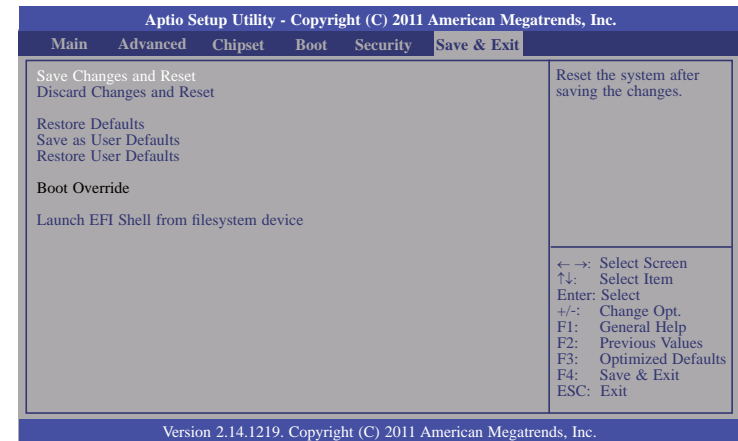 Aptio Setup Utility - Copyright (C) 2011 American Megatrends, Inc.
Main Advanced Chipset Boot Security Save & Exit
Save Changes and Reset
Discard Changes and Reset
Restore Defaults
Save as User Defaults
Restore User Defaults
Boot Override
Launch EFI Shell from filesystem device
Reset the system after
saving the changes.
← →: Select Screen
↑↓: Select Item
Enter: Select
+/-: Change Opt.
F1: General Help
F2: Previous Values
F3: Optimized Defaults
F4: Save & Exit
ESC: Exit
Version 2.14.1219. Copyright (C) 2011 American Megatrends, Inc.